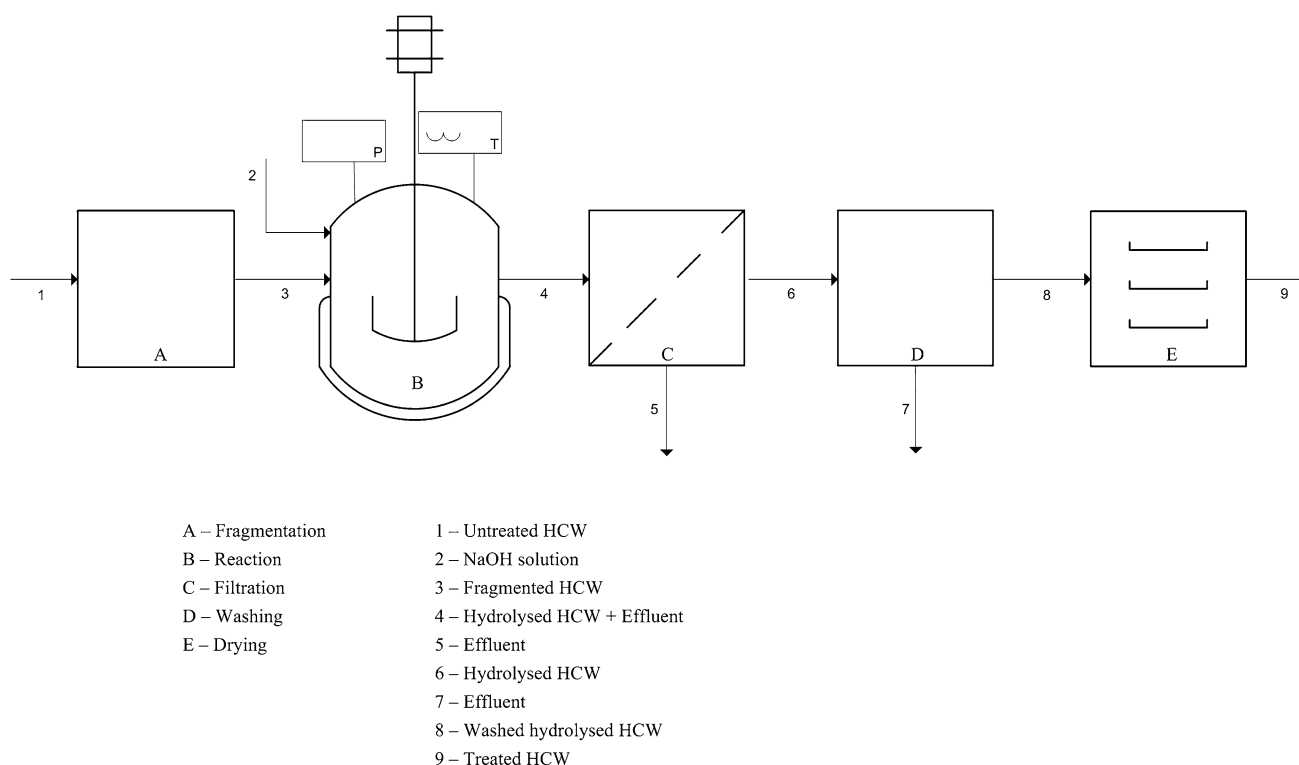 P
T
2
1
3
4
6
8
9
A
B
C
D
E
5
7
A – Fragmentation
B – Reaction
C – Filtration
D – Washing
E – Drying
1 – Untreated HCW
2 – NaOH solution
3 – Fragmented HCW
4 – Hydrolysed HCW + Effluent
5 – Effluent
6 – Hydrolysed HCW
7 – Effluent
8 – Washed hydrolysed HCW
9 – Treated HCW